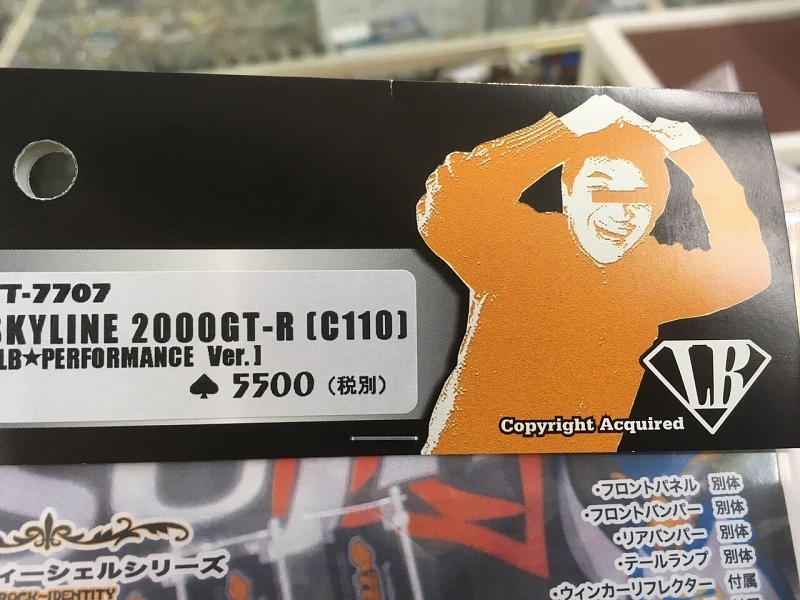 T-7707
SKYLINE 2000GT-R [C110]
LB★PERFORMANCE Ver.]
♠ 5500 (税別)
LB
Copyright Acquired
・フロントパネル 別体
・フロントバンパー 別体
・リアバンパー 別体
・テールランプ 別体
・ウィンカーリフレクター 付属
ィーシェルシリーズ
ROCK-IDENTITY